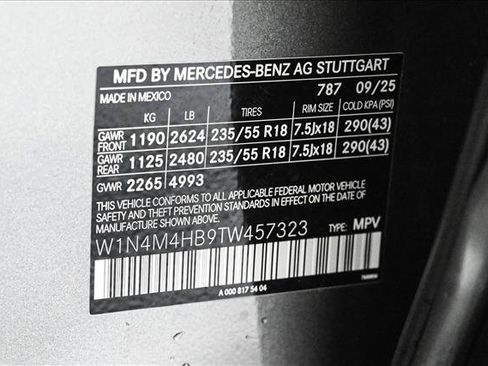 MFD BY MERCEDES-BENZ AG STUTTGART
MADE IN MEXICO 787 09/25
KG LB TIRES RIM SIZE COLD KPA(PSI)
GAWR FRONT 1190 2624 235/55 R18 7.5Jx18 290(43)
GAWR REAR 1125 2480 235/55 R18 7.5Jx18 290(43)
GVWR 2265 4993
THIS VEHICLE CONFORMS TO ALL APPLICABLE FEDERAL MOTOR VEHICLE
SAFETY AND THEFT PREVENTION STANDARDS IN EFFECT ON THE DATE OF
MANUFACTURE SHOWN ABOVE.
W1N4M4HB9TW457323 TYPE: MPV
A 000 817 54 04